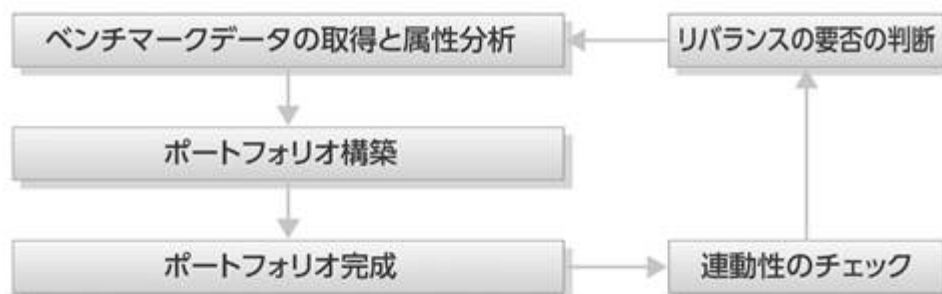 ベンチマークデータの取得と属性分析
リバランスの要否の判断
ポートフォリオ構築
ポートフォリオ完成
連動性のチェック